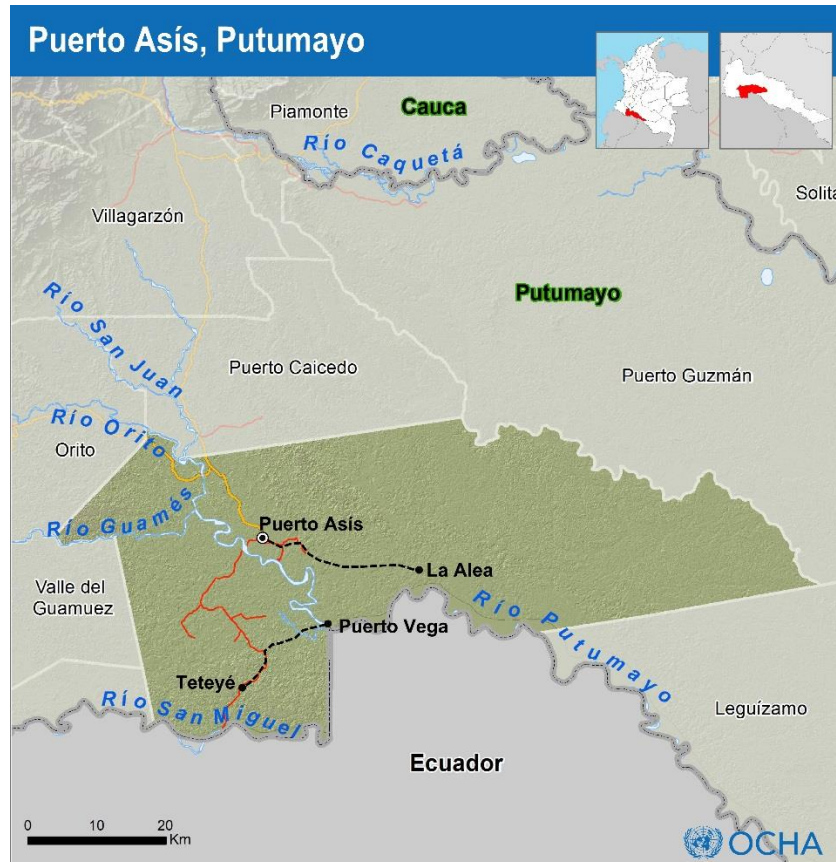 Puerto Asís, Putumayo
Piamonte
Cauca
Río Caquetá
Villagarzón
Solita
Putumayo
Río San Juan
Puerto Caicedo
Puerto Guzmán
Río Orito
Orito
Río Guamés
Puerto Asís
La Alea
Valle del
Guamuez
Río Putumayo
Puerto Vega
Teteyé
Río San Miguel
Leguízamo
Ecuador
0 10 20
Km
OCHA